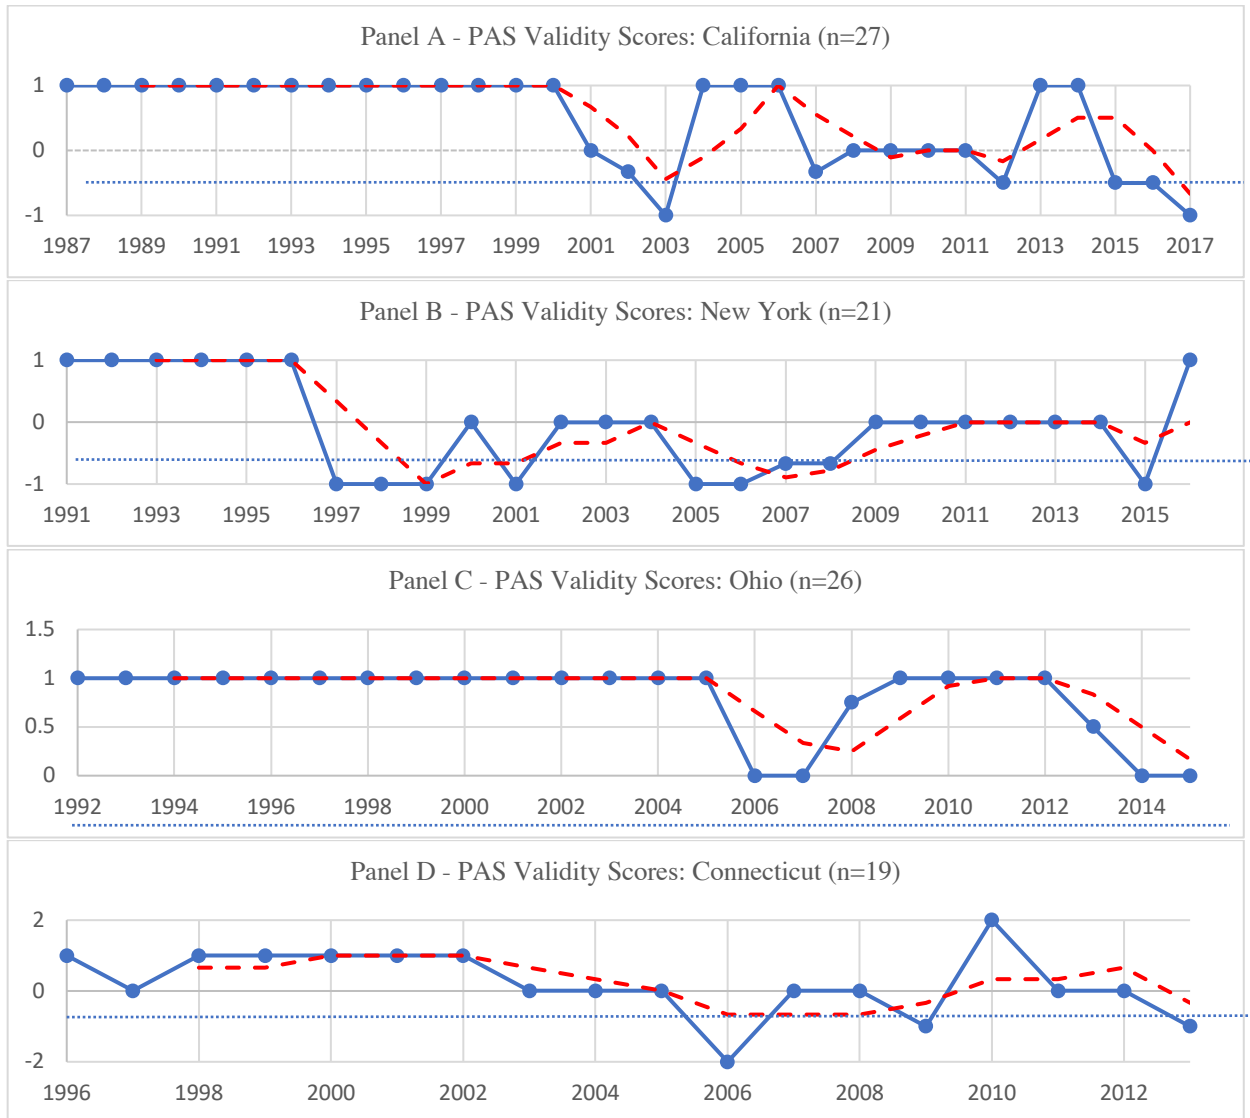 Panel A - PAS Validity Scores: California (n=27)
1
0
-1
1987 1989 1991 1993 1995 1997 1999 2001 2003 2005 2007 2009 2011 2013 2015 2017
Panel B - PAS Validity Scores: New York (n=21)
1
0
-1
1991 1993 1995 1997 1999 2001 2003 2005 2007 2009 2011 2013 2015
Panel C - PAS Validity Scores: Ohio (n=26)
1.5
1
0.5
0
1992 1994 1996 1998 2000 2002 2004 2006 2008 2010 2012 2014
Panel D - PAS Validity Scores: Connecticut (n=19)
2
0
-2
1996 1998 2000 2002 2004 2006 2008 2010 2012